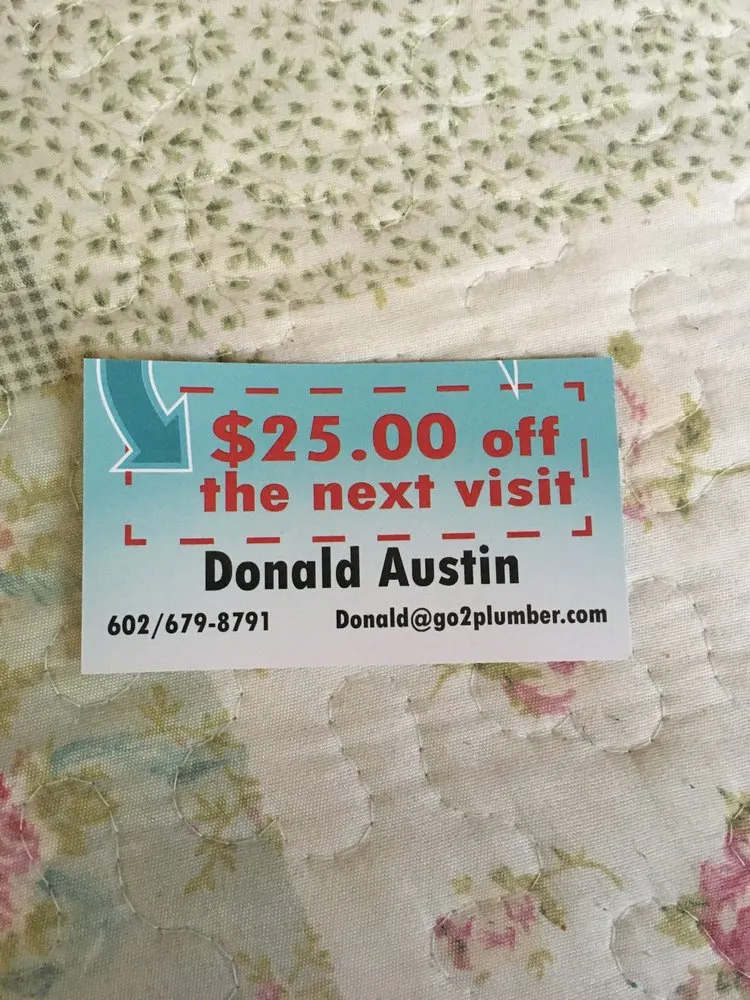 $25.00 off
the next visit
Donald Austin
602/679-8791
Donald@go2plumber.com